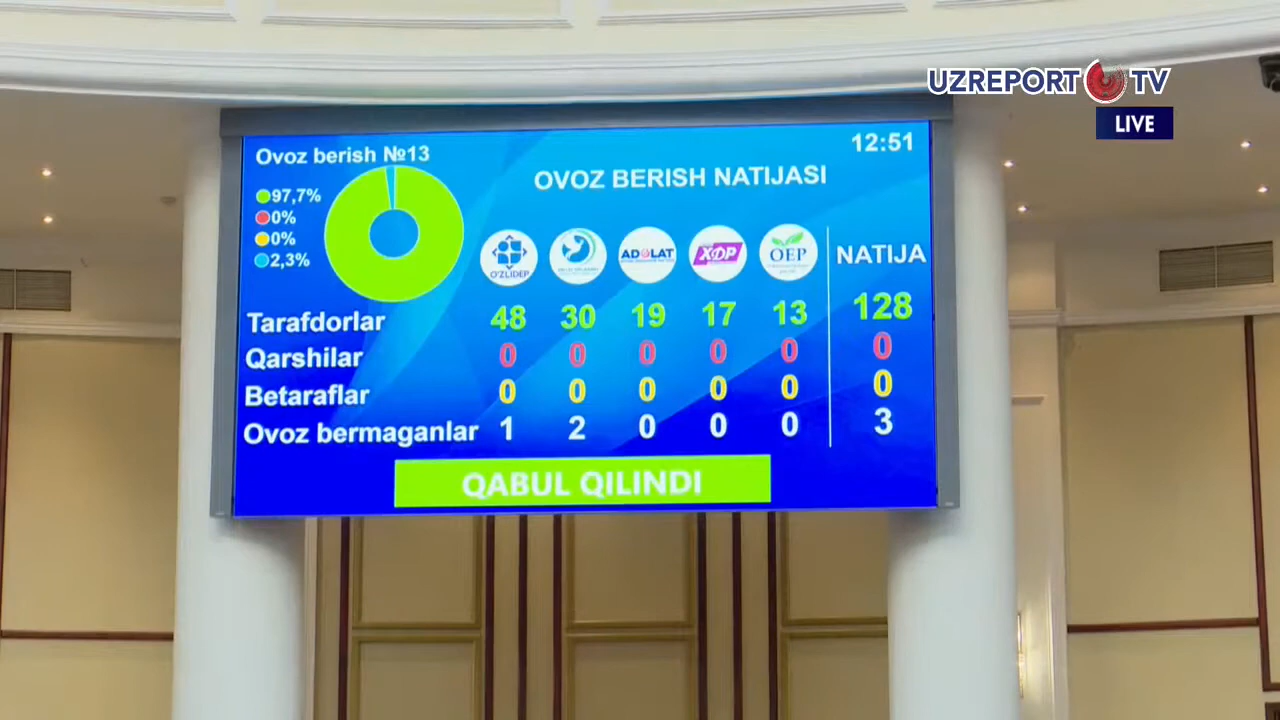 UZREPORT TV
LIVE
Ovoz berish №13
12:51
OVOZ BERISH NATIJASI
97,7%
0%
0%
2,3%
O'ZLIDEP
ADOLAT
XDP
OEP
NATIJA
Tarafdorlar 48 30 19 17 13 128
Qarshilar 0 0 0 0 0 0
Betaraflar 0 0 0 0 0 0
Ovoz bermaganlar 1 2 0 0 0 3
QABUL QILINDI